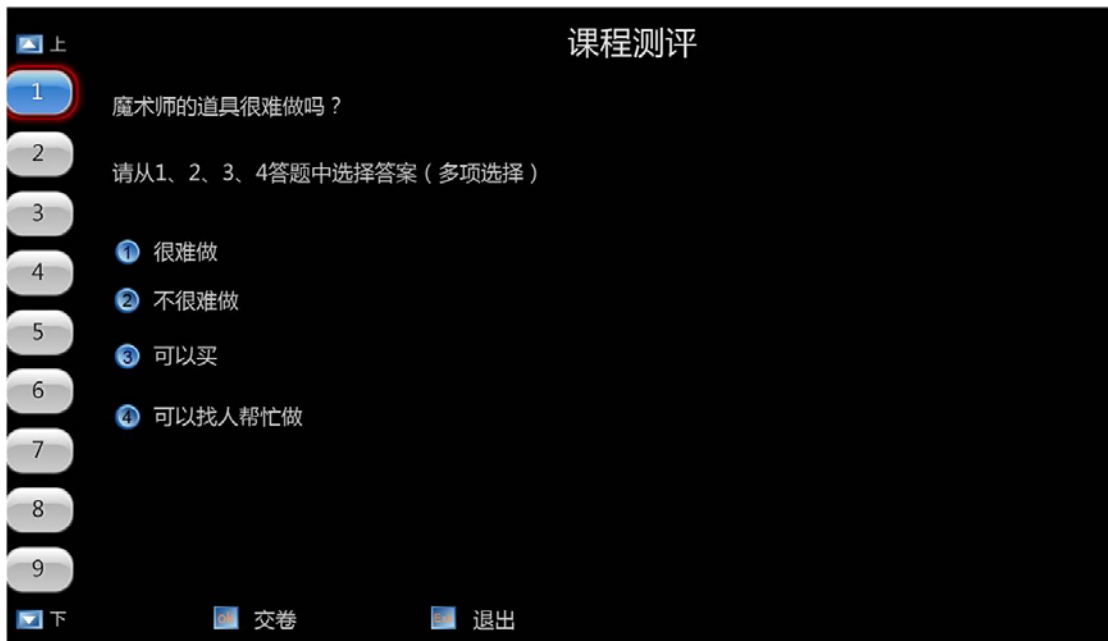 课程测评
上
1
魔术师的道具很难做吗？
2
请从1、2、3、4答题中选择答案（多项选择）
3
1 很难做
4
2 不很难做
5
3 可以买
6
4 可以找人帮忙做
7
8
9
下
ok 交卷
退出